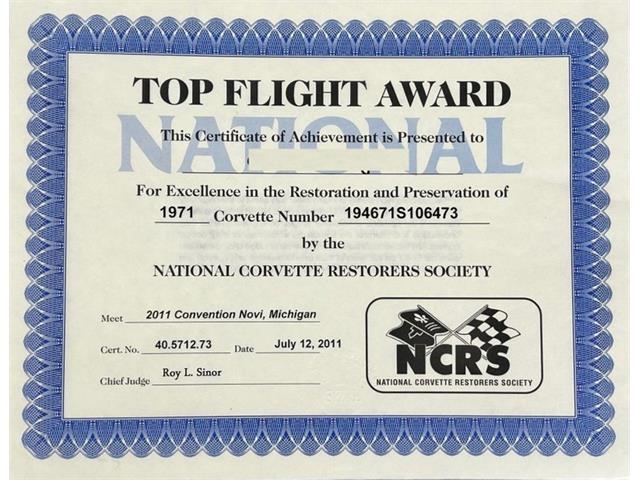 TOP FLIGHT AWARD
NATIONAL
This Certificate of Achievement is Presented to
For Excellence in the Restoration and Preservation of
1971 Corvette Number 194671S106473
by the
NATIONAL CORVETTE RESTORERS SOCIETY
Meet 2011 Convention Novi, Michigan
Cert. No. 40.5712.73 Date July 12, 2011
Chief Judge Roy L. Sinor
NCRS
NATIONAL CORVETTE RESTORERS SOCIETY